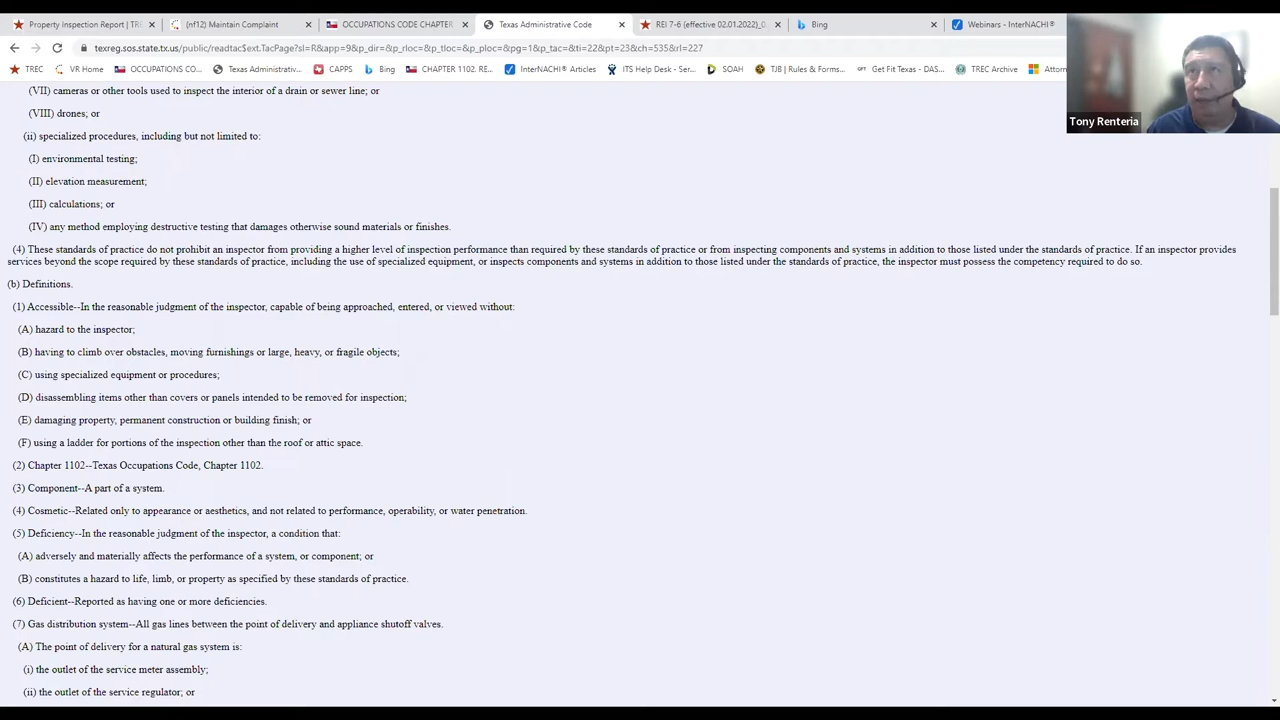 Property Inspection Report | TRE
(nf12) Maintain Complaint
OCCUPATIONS CODE CHAPTER
Texas Administrative Code
REI 7-6 (effective 02.01.2022)_0.
Bing
Webinars - InterNACHI®
texreg.sos.state.tx.us/public/readtac$ext.TacPage?sl=R&app=9&p_dir=&p_rloc=&p_tloc=&p_ploc=&pg=1&p_tac=&ti=22&pt=23&ch=535&rl=227
TREC
VR Home
OCCUPATIONS CO...
Texas Administrativ...
CAPPS
Bing
CHAPTER 1102. RE...
InterNACHI® Articles
ITS Help Desk - Ser...
SOAH
TJB | Rules & Forms...
Get Fit Texas - DAS...
TREC Archive
Attorn
Tony Renteria
(VII) cameras or other tools used to inspect the interior of a drain or sewer line; or
(VIII) drones; or
(ii) specialized procedures, including but not limited to:
(I) environmental testing;
(II) elevation measurement;
(III) calculations; or
(IV) any method employing destructive testing that damages otherwise sound materials or finishes.
(4) These standards of practice do not prohibit an inspector from providing a higher level of inspection performance than required by these standards of practice or from inspecting components and systems in addition to those listed under the standards of practice. If an inspector provides
services beyond the scope required by these standards of practice, including the use of specialized equipment, or inspects components and systems in addition to those listed under the standards of practice, the inspector must possess the competency required to do so.
(b) Definitions.
(1) Accessible--In the reasonable judgment of the inspector, capable of being approached, entered, or viewed without:
(A) hazard to the inspector;
(B) having to climb over obstacles, moving furnishings or large, heavy, or fragile objects;
(C) using specialized equipment or procedures;
(D) disassembling items other than covers or panels intended to be removed for inspection;
(E) damaging property, permanent construction or building finish; or
(F) using a ladder for portions of the inspection other than the roof or attic space.
(2) Chapter 1102--Texas Occupations Code, Chapter 1102.
(3) Component--A part of a system.
(4) Cosmetic--Related only to appearance or aesthetics, and not related to performance, operability, or water penetration.
(5) Deficiency--In the reasonable judgment of the inspector, a condition that:
(A) adversely and materially affects the performance of a system, or component; or
(B) constitutes a hazard to life, limb, or property as specified by these standards of practice.
(6) Deficient--Reported as having one or more deficiencies.
(7) Gas distribution system--All gas lines between the point of delivery and appliance shutoff valves.
(A) The point of delivery for a natural gas system is:
(i) the outlet of the service meter assembly;
(ii) the outlet of the service regulator; or